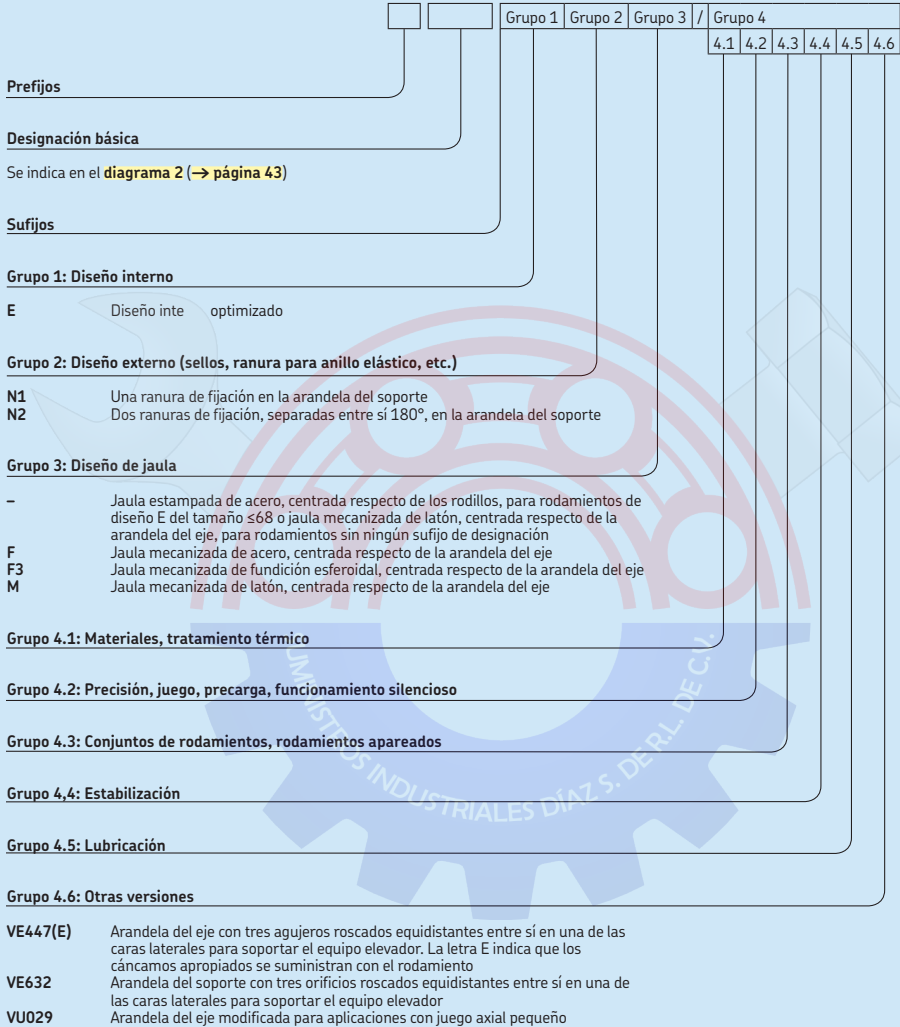 Grupo 1 Grupo 2 Grupo 3 / Grupo 4
4.1 4.2 4.3 4.4 4.5 4.6
Prefijos
Designación básica
Se indica en el diagrama 2 (→ página 43)
Sufijos
Grupo 1: Diseño interno
E Diseño inte optimizado
Grupo 2: Diseño externo (sellos, ranura para anillo elástico, etc.)
N1 Una ranura de fijación en la arandela del soporte
N2 Dos ranuras de fijación, separadas entre sí 180°, en la arandela del soporte
Grupo 3: Diseño de jaula
– Jaula estampada de acero, centrada respecto de los rodillos, para rodamientos de
diseño E del tamaño ≤68 o jaula mecanizada de latón, centrada respecto de la
arandela del eje, para rodamientos sin ningún sufijo de designación
F Jaula mecanizada de acero, centrada respecto de la arandela del eje
F3 Jaula mecanizada de fundición esferoidal, centrada respecto de la arandela del eje
M Jaula mecanizada de latón, centrada respecto de la arandela del eje
Grupo 4.1: Materiales, tratamiento térmico
Grupo 4.2: Precisión, juego, precarga, funcionamiento silencioso
Grupo 4.3: Conjuntos de rodamientos, rodamientos apareados
Grupo 4,4: Estabilización
Grupo 4.5: Lubricación
Grupo 4.6: Otras versiones
VE447(E) Arandela del eje con tres agujeros roscados equidistantes entre sí en una de las
caras laterales para soportar el equipo elevador. La letra E indica que los
cáncamos apropiados se suministran con el rodamiento
VE632 Arandela del soporte con tres orificios roscados equidistantes entre sí en una de
las caras laterales para soportar el equipo elevador
VU029 Arandela del eje modificada para aplicaciones con juego axial pequeño
SUMINISTROS INDUSTRIALES DÍAZ S. DE R.L. DE C.V.